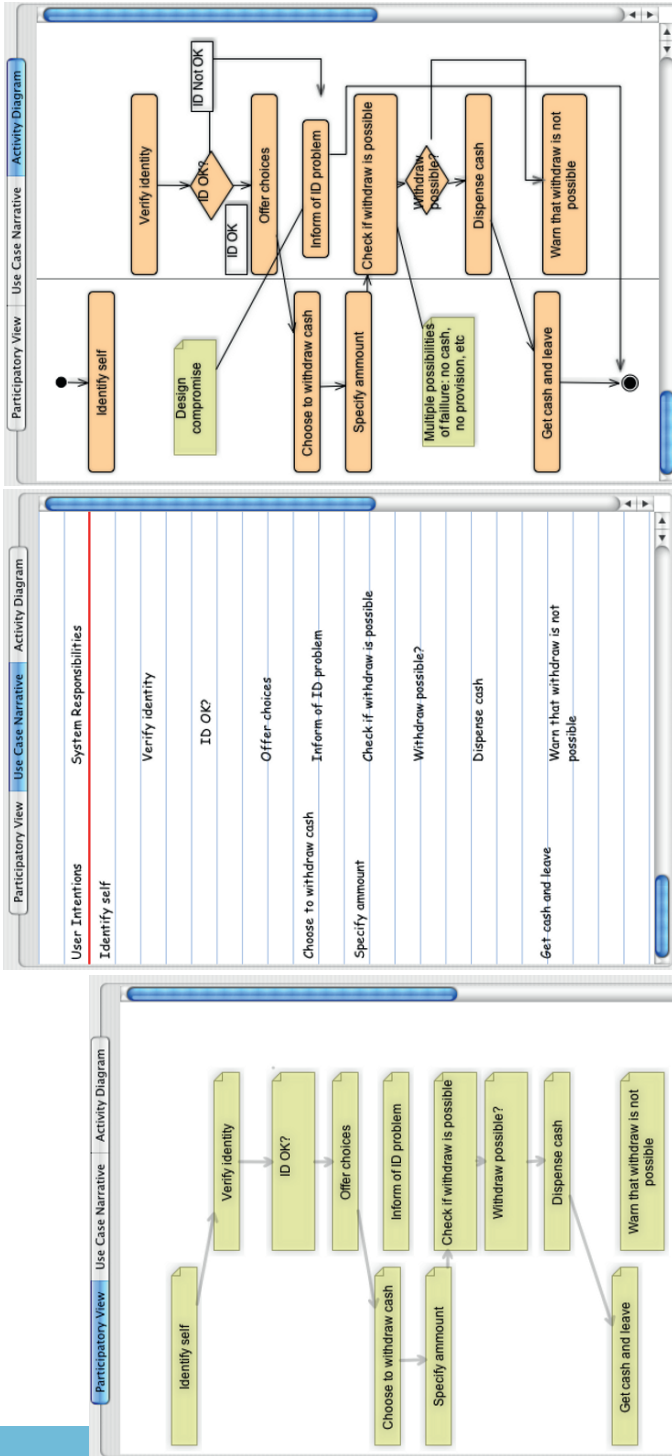 Participatory View
Use Case Narrative
Activity Diagram
Identify self
Verify identity
ID OK?
Offer choices
Choose to withdraw cash
Inform of ID problem
Specify ammount
Check if withdraw is possible
Withdraw possible?
Dispense cash
Get cash and leave
Warn that withdraw is not
possible
Participatory View
Use Case Narrative
Activity Diagram
User Intentions
System Responsibilities
Identify self
Verify identity
ID OK?
Offer choices
Choose to withdraw cash
Inform of ID problem
Specify ammount
Check if withdraw is possible
Withdraw possible?
Dispense cash
Get cash and leave
Warn that withdraw is not
possible
Participatory View
Use Case Narrative
Activity Diagram
Identify self
Verify identity
ID OK?
ID Not OK
ID OK
Offer choices
Design
compromise
Choose to withdraw cash
Inform of ID problem
Specify ammount
Check if withdraw is possible
Multiple possibilities
of faillure: no cash,
no provision, etc
Withdraw
possible?
Dispense cash
Get cash and leave
Warn that withdraw is not
possible